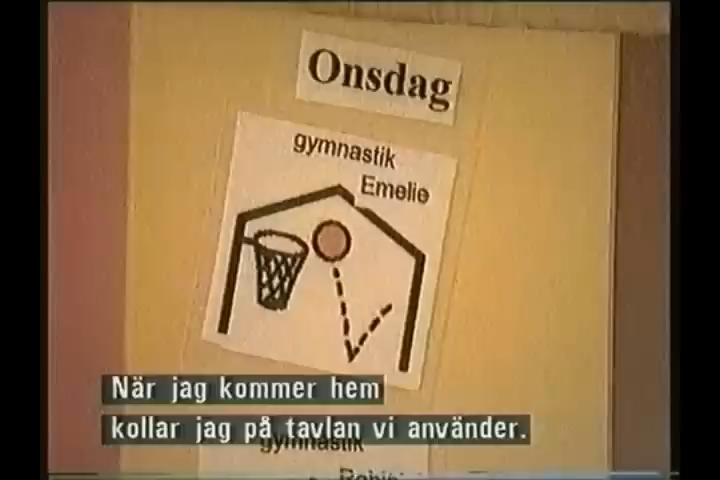 Onsdag
gymnastik
Emelie
När jag kommer hem
kollar jag på tavlan vi använder.
gymnastik